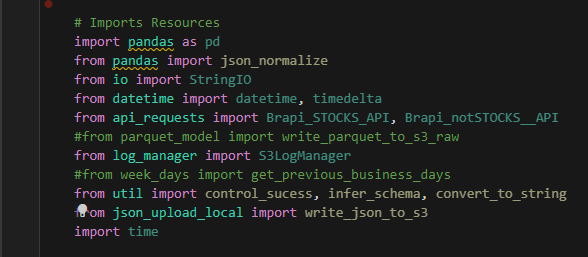 # Imports Resources
import pandas as pd
from pandas import json_normalize
from io import StringIO
from datetime import datetime, timedelta
from api_requests import Brapi_STOCKS_API, Brapi_notSTOCKS__API
#from parquet_model import write_parquet_to_s3_raw
from log_manager import S3LogManager
#from week_days import get_previous_business_days
from util import control_sucess, infer_schema, convert_to_string
from json_upload_local import write_json_to_s3
import time